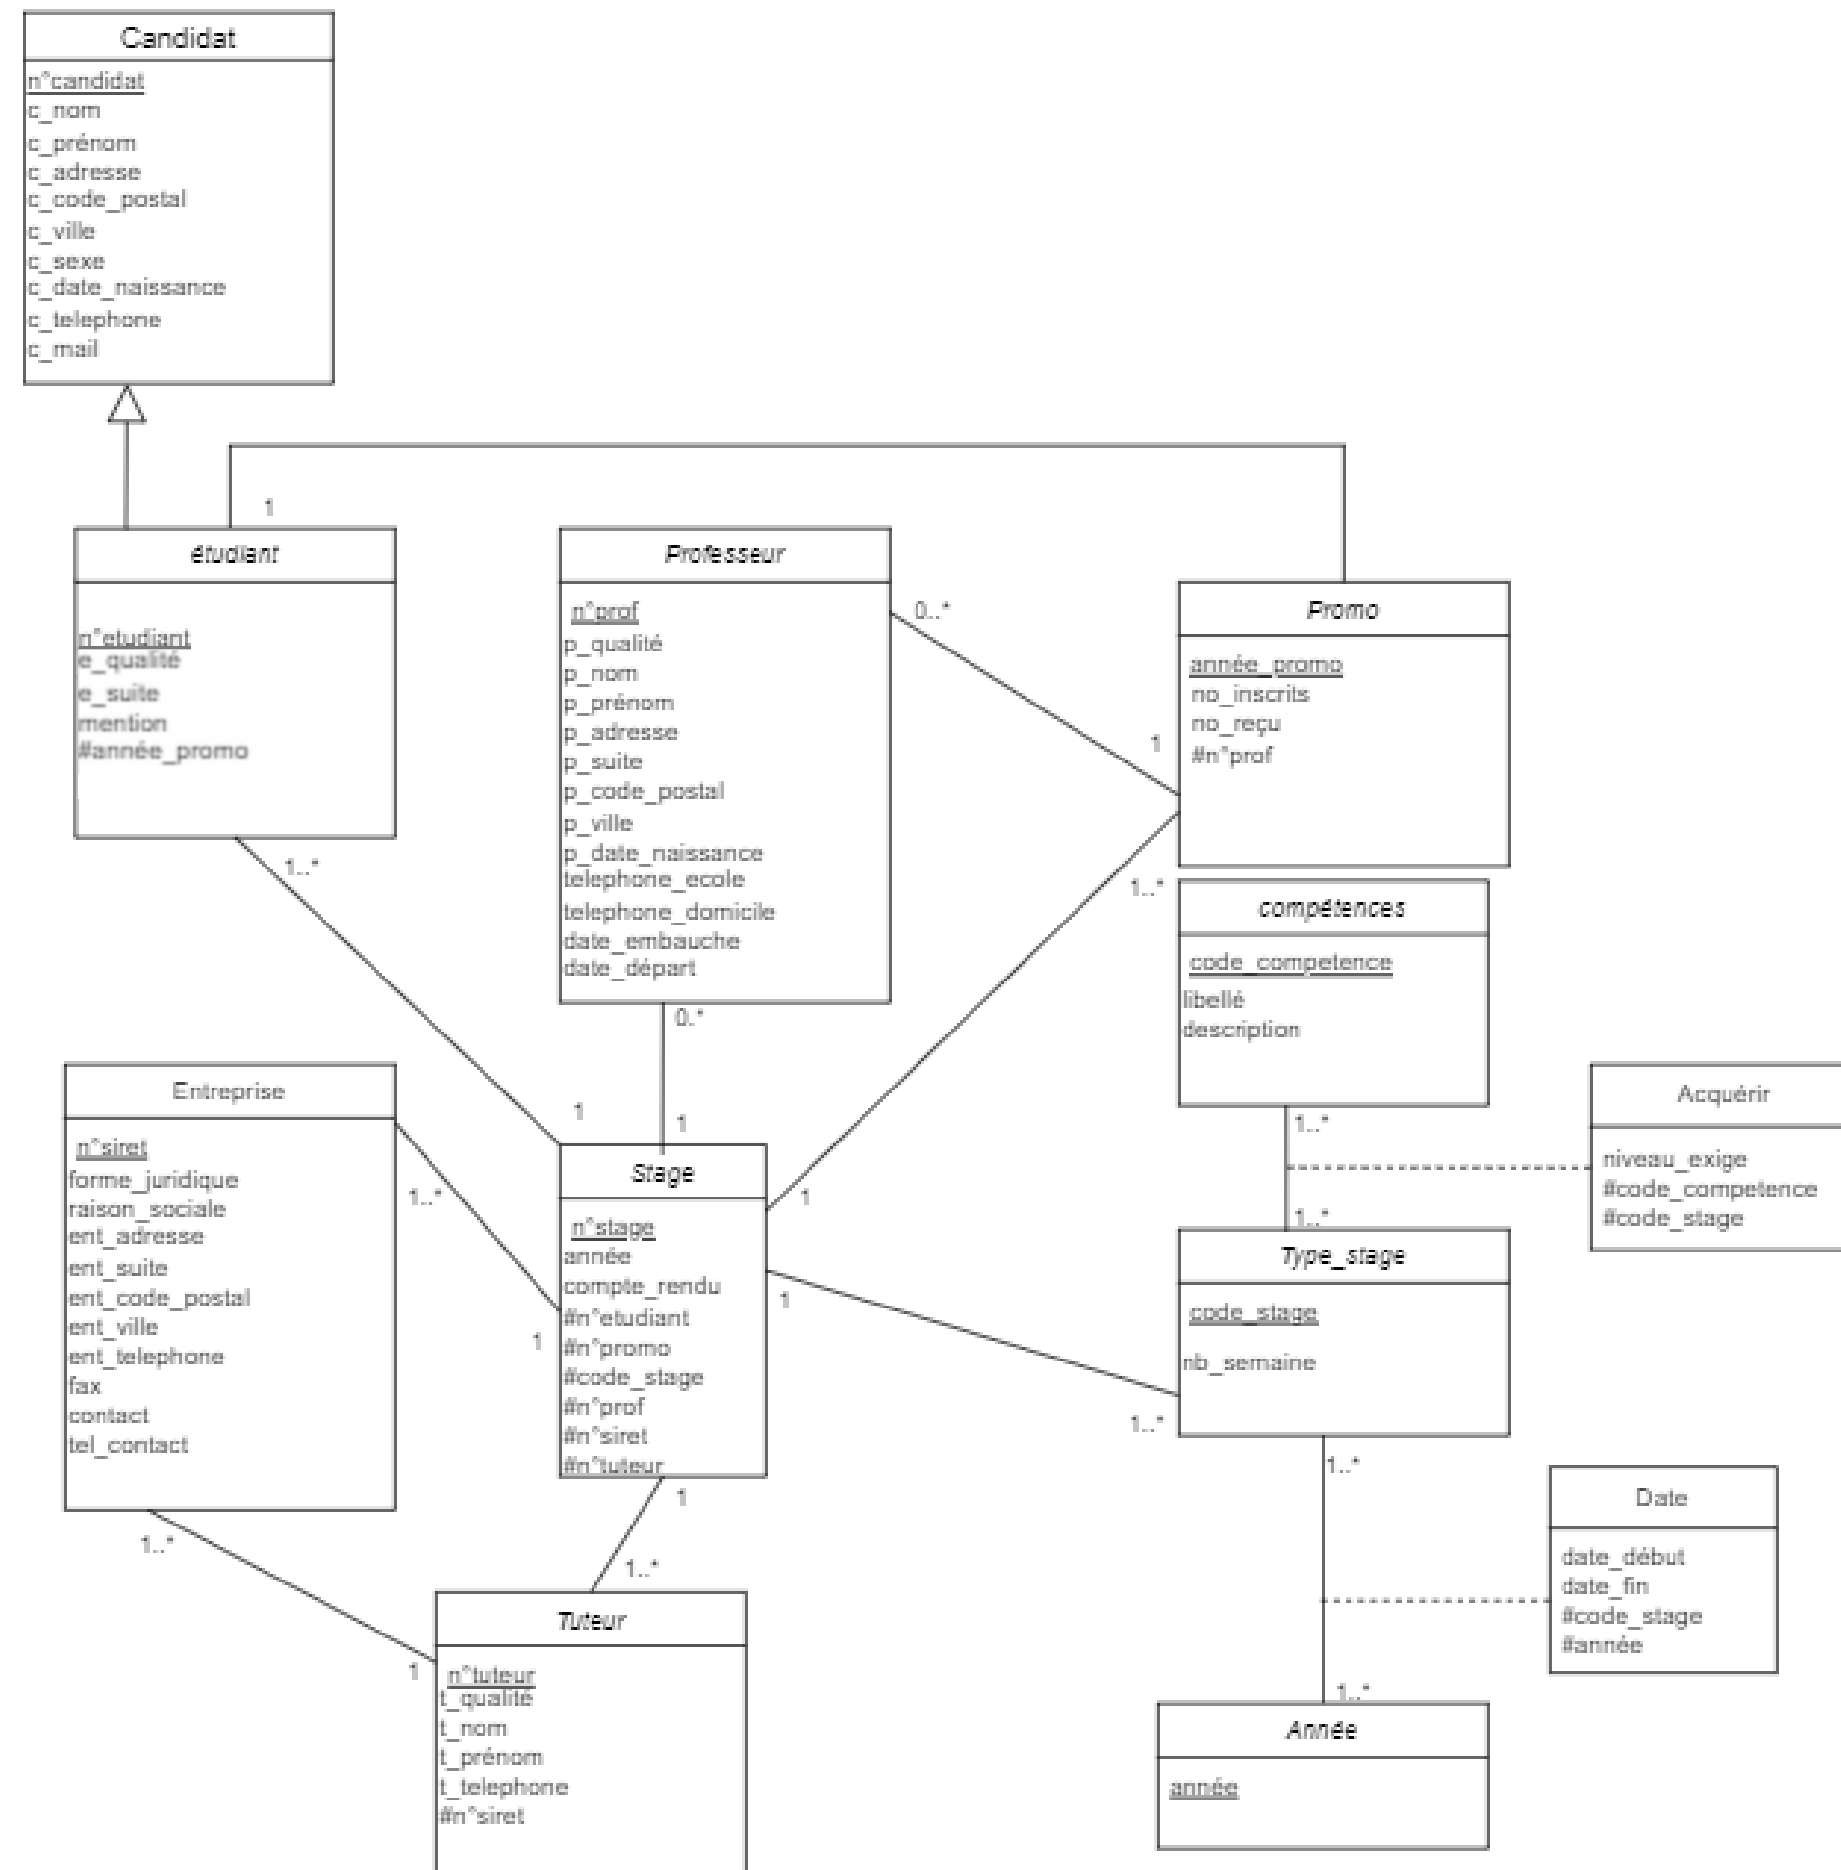 Candidat
n°candidat
c_nom
c_prénom
c_adresse
c_code_postal
c_ville
c_sexe
c_date_naissance
c_telephone
c_mail
1
étudiant
n°etudiant
e_qualité
e_suite
mention
#année_promo
1..*
Professeur
n°prof
p_qualité
p_nom
p_prénom
p_adresse
p_suite
p_code_postal
p_ville
p_date_naissance
telephone_ecole
telephone_domicile
date_embauche
date_départ
0..*
1
0..*
1
Promo
année_promo
no_inscrits
no_reçu
#n°prof
1..*
compétences
code_competence
libellé
description
1..*
Acquérir
niveau_exige
#code_competence
#code_stage
1..*
Type_stage
code_stage
nb_semaine
1..*
1..*
Entreprise
n°siret
forme_juridique
raison_sociale
ent_adresse
ent_suite
ent_code_postal
ent_ville
ent_telephone
fax
contact
tel_contact
1..*
1..*
1
1
Stage
n°stage
année
compte_rendu
#n°etudiant
#n°promo
#code_stage
#n°prof
#n°siret
#n°tuteur
1
1
1
1..*
1
Tuteur
n°tuteur
t_qualité
t_nom
t_prénom
t_telephone
#n°siret
Date
date_début
date_fin
#code_stage
#année
1..*
Année
année